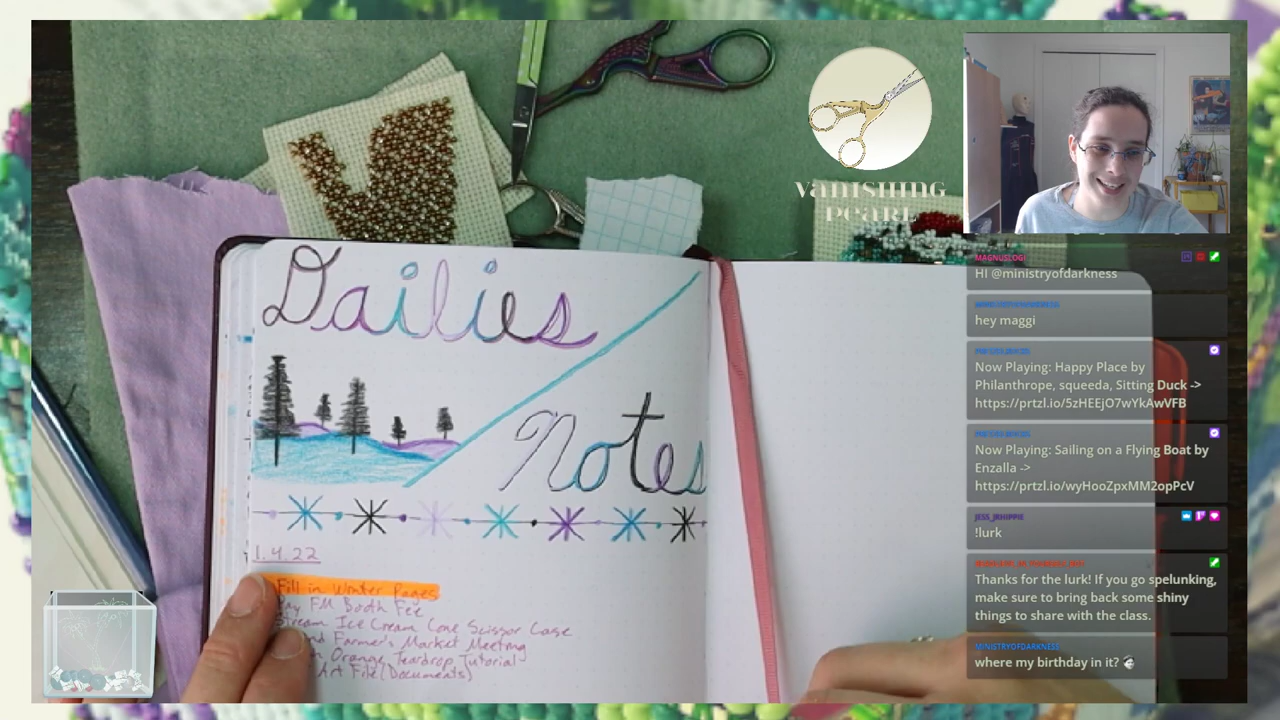 Dailies
Notes
1.4.22
Fill in Winter Pages
FM Booth Fee
Stream Ice Cream Cone Scissor Case
Farmer's Market Meeting
Orange Teardrop Tutorial
Art File (Documents)
VANISHING
PEARL
MAGNUSLOGI
HI @ministryofdarkness
hey maggi
Now Playing: Happy Place by
Philanthrope, squeeda, Sitting Duck ->
https://prtzl.io/5zHEEjO7wYkAwVFB
Now Playing: Sailing on a Flying Boat by
Enzalla ->
https://prtzl.io/wyHooZpxMM2opPcV
JESS_JKHIPPIE
!lurk
Thanks for the lurk! If you go spelunking,
make sure to bring back some shiny
things to share with the class.
MINISTRYOFDARKNESS
where my birthday in it?